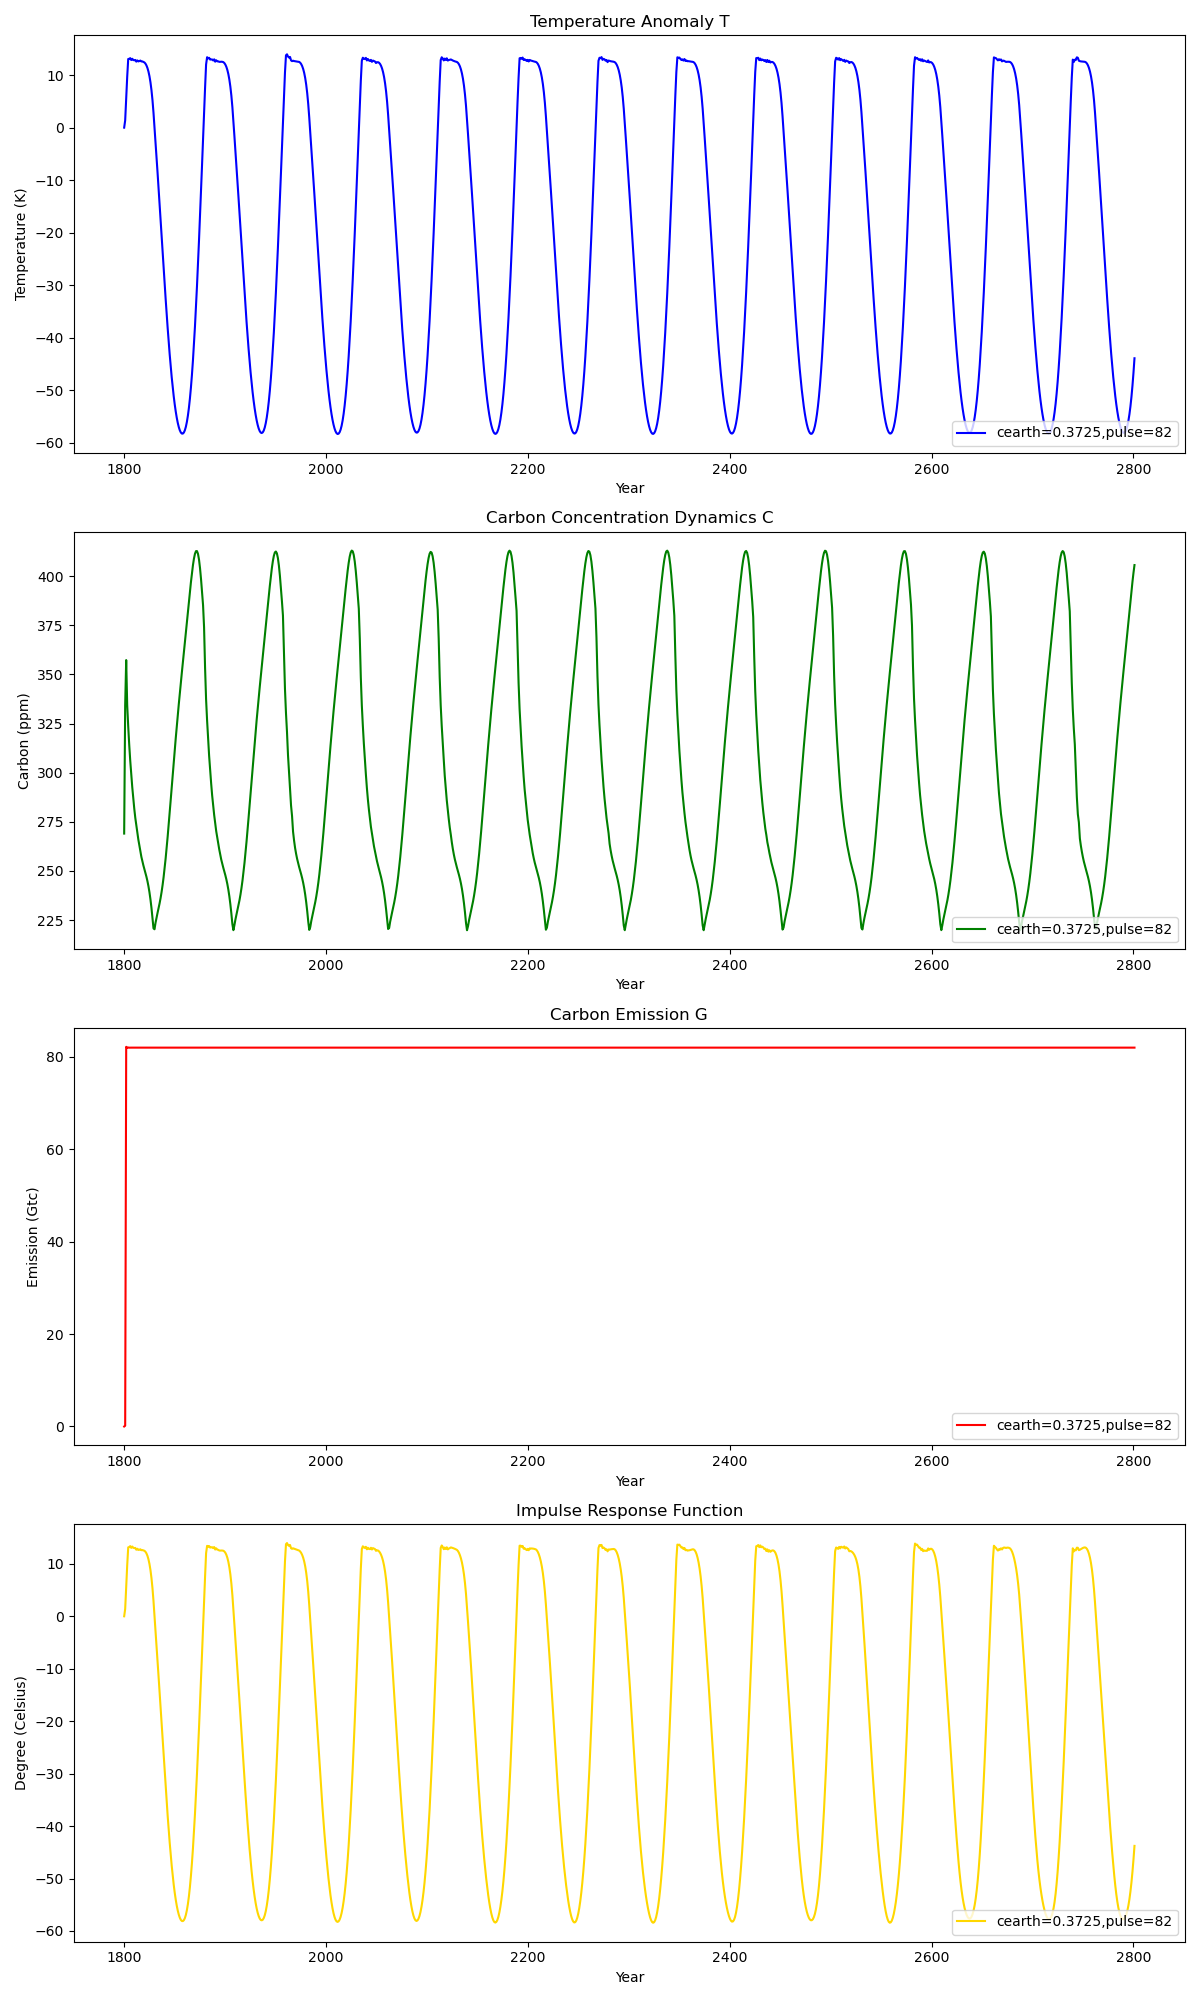 Temperature Anomaly T
10
0
−10
−20
−30
−40
−50
−60
Temperature (K)
1800 2000 2200 2400 2600 2800
Year
cearth=0.3725,pulse=82
Carbon Concentration Dynamics C
400
375
350
325
300
275
250
225
Carbon (ppm)
1800 2000 2200 2400 2600 2800
Year
cearth=0.3725,pulse=82
Carbon Emission G
80
60
40
20
0
Emission (Gtc)
1800 2000 2200 2400 2600 2800
Year
cearth=0.3725,pulse=82
Impulse Response Function
10
0
−10
−20
−30
−40
−50
−60
Degree (Celsius)
1800 2000 2200 2400 2600 2800
Year
cearth=0.3725,pulse=82